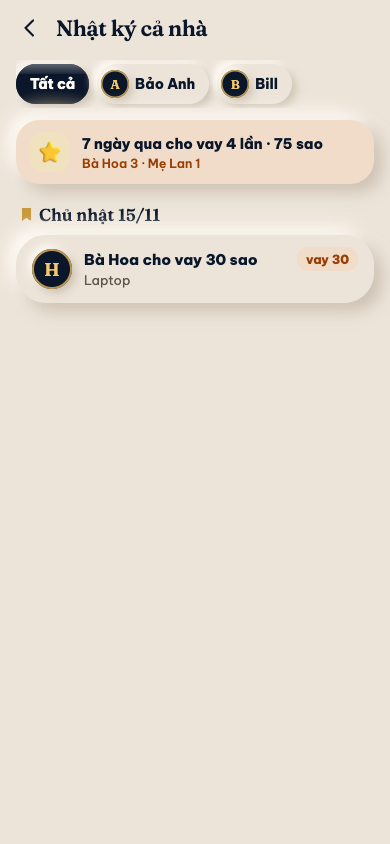 Nhật ký cả nhà
Tất cả
A Bảo Anh
B Bill
7 ngày qua cho vay 4 lần · 75 sao
Bà Hoa 3 · Mẹ Lan 1
Chủ nhật 15/11
H
Bà Hoa cho vay 30 sao
vay 30
Laptop